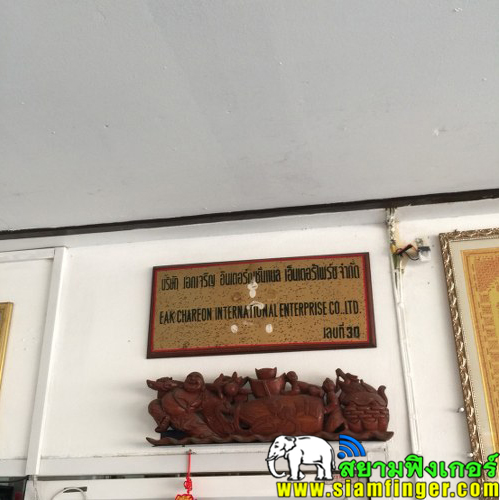 บริษัท เอกเจริญ อินเตอร์เนชั่นแนล เอ็นเตอร์ไพร์ซ จำกัด
EAK CHAREON INTERNATIONAL ENTERPRISE CO., LTD.
เลขที่ 30
สยามฟิงเกอร์
www.siamfinger.com